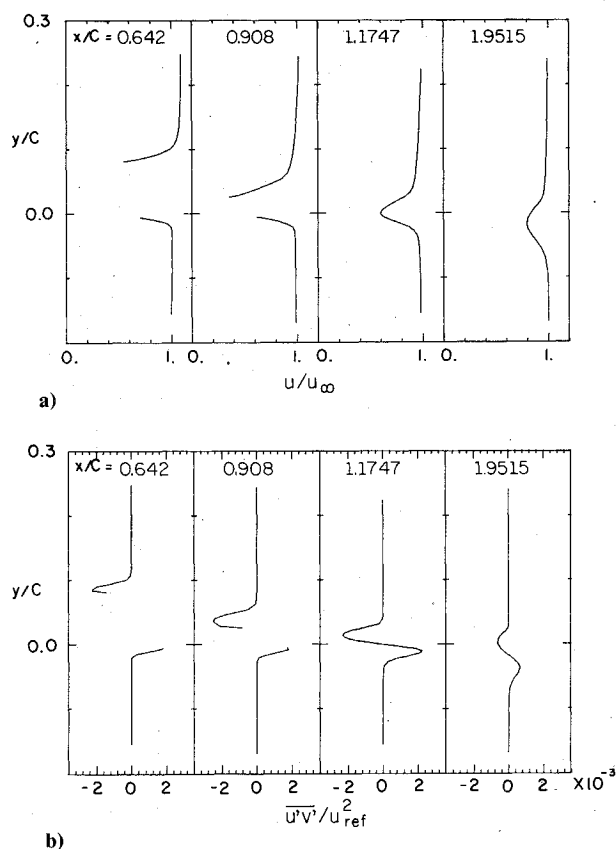 0.3
x/C = 0.642 0.908 1.1747 1.9515
y/C
0.0
0. 1. 0. 1. 0. 1. 0. 1.
u/u∞
a)
0.3
x/C = 0.642 0.908 1.1747 1.9515
y/C
0.0
-2 0 2 -2 0 2 -2 0 2 -2 0 2 X10⁻³
u'v'/u²ref
b)